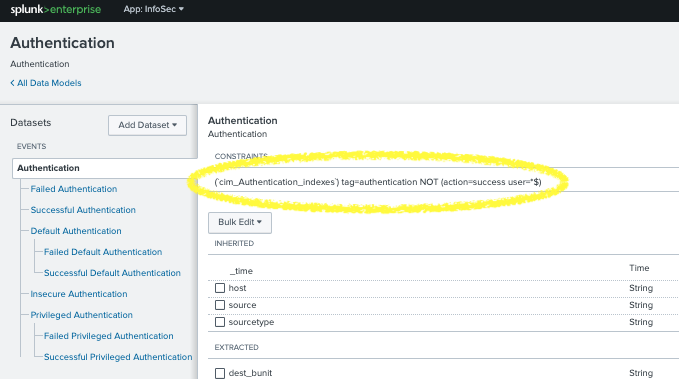 splunk>enterprise App: InfoSec
Authentication
Authentication
< All Data Models
Datasets
Add Dataset
EVENTS
Authentication
Failed Authentication
Successful Authentication
Default Authentication
Failed Default Authentication
Successful Default Authentication
Insecure Authentication
Privileged Authentication
Failed Privileged Authentication
Successful Privileged Authentication
Authentication
Authentication
CONSTRAINTS
(`cim_Authentication_indexes`) tag=authentication NOT (action=success user=*$)
Bulk Edit
INHERITED
_time Time
host String
source String
sourcetype String
EXTRACTED
dest_bunit String